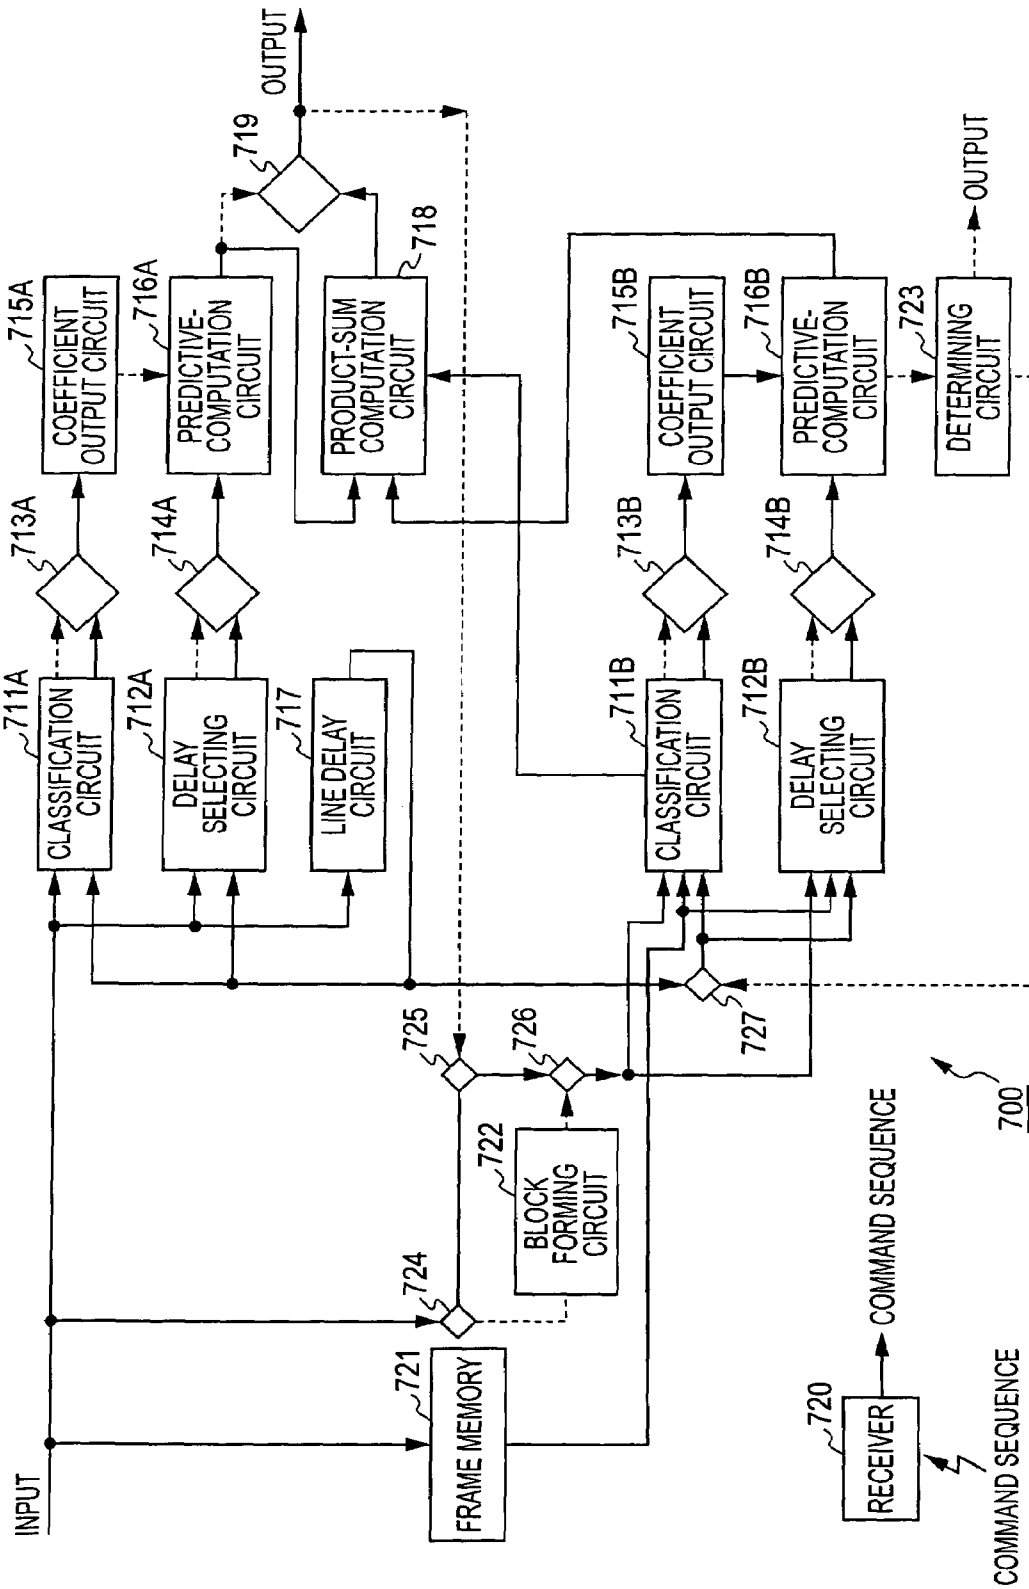 INPUT
711A
CLASSIFICATION
CIRCUIT
713A
715A
COEFFICIENT
OUTPUT CIRCUIT
712A
DELAY
SELECTING
CIRCUIT
714A
716A
PREDICTIVE-
COMPUTATION
CIRCUIT
719
OUTPUT
717
LINE DELAY
CIRCUIT
718
PRODUCT-SUM
COMPUTATION
CIRCUIT
721
FRAME MEMORY
724
725
722
BLOCK
FORMING
CIRCUIT
726
711B
CLASSIFICATION
CIRCUIT
713B
715B
COEFFICIENT
OUTPUT CIRCUIT
727
712B
DELAY
SELECTING
CIRCUIT
714B
716B
PREDICTIVE-
COMPUTATION
CIRCUIT
723
DETERMINING
CIRCUIT
OUTPUT
720
RECEIVER
COMMAND SEQUENCE
COMMAND SEQUENCE
700